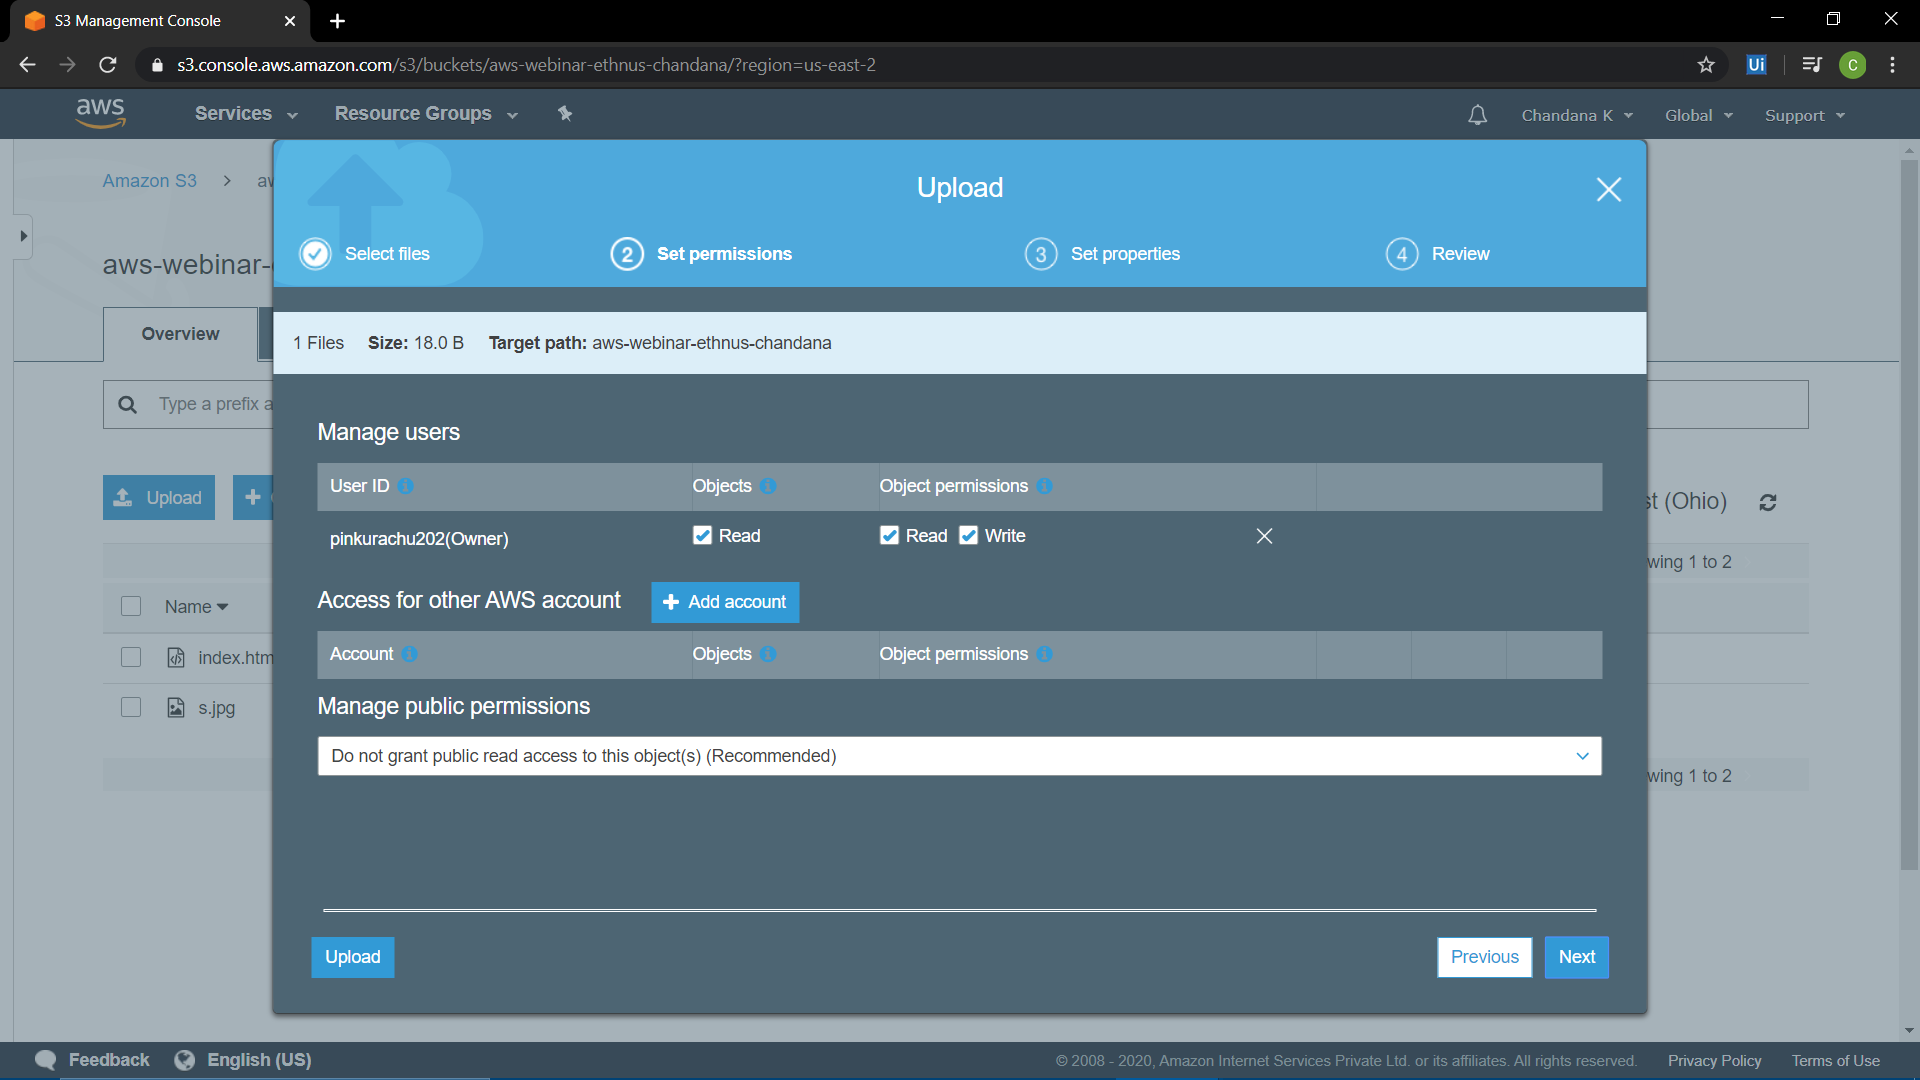 S3 Management Console
s3.console.aws.amazon.com/s3/buckets/aws-webinar-ethnus-chandana/?region=us-east-2
Ui
C
aws
Services
Resource Groups
Chandana K
Global
Support
Amazon S3 >
aws-webinar-
Overview
Type a prefix a
Upload
st (Ohio)
wing 1 to 2
Name
index.htm
s.jpg
wing 1 to 2
Upload
Select files
2 Set permissions
3 Set properties
4 Review
1 Files Size: 18.0 B Target path: aws-webinar-ethnus-chandana
Manage users
User ID Objects Object permissions
pinkurachu202(Owner) Read Read Write
Access for other AWS account + Add account
Account Objects Object permissions
Manage public permissions
Do not grant public read access to this object(s) (Recommended)
Upload
Previous
Next
Feedback
English (US)
© 2008 - 2020, Amazon Internet Services Private Ltd. or its affiliates. All rights reserved.
Privacy Policy
Terms of Use